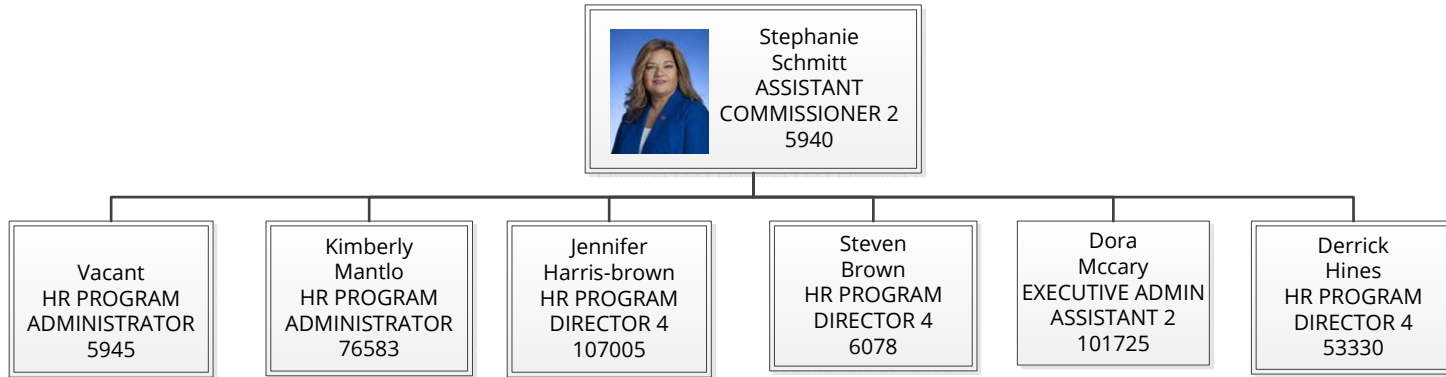 Stephanie
Schmitt
ASSISTANT
COMMISSIONER 2
5940
Vacant
HR PROGRAM
ADMINISTRATOR
5945
Kimberly
Mantlo
HR PROGRAM
ADMINISTRATOR
76583
Jennifer
Harris-brown
HR PROGRAM
DIRECTOR 4
107005
Steven
Brown
HR PROGRAM
DIRECTOR 4
6078
Dora
Mccary
EXECUTIVE ADMIN
ASSISTANT 2
101725
Derrick
Hines
HR PROGRAM
DIRECTOR 4
53330